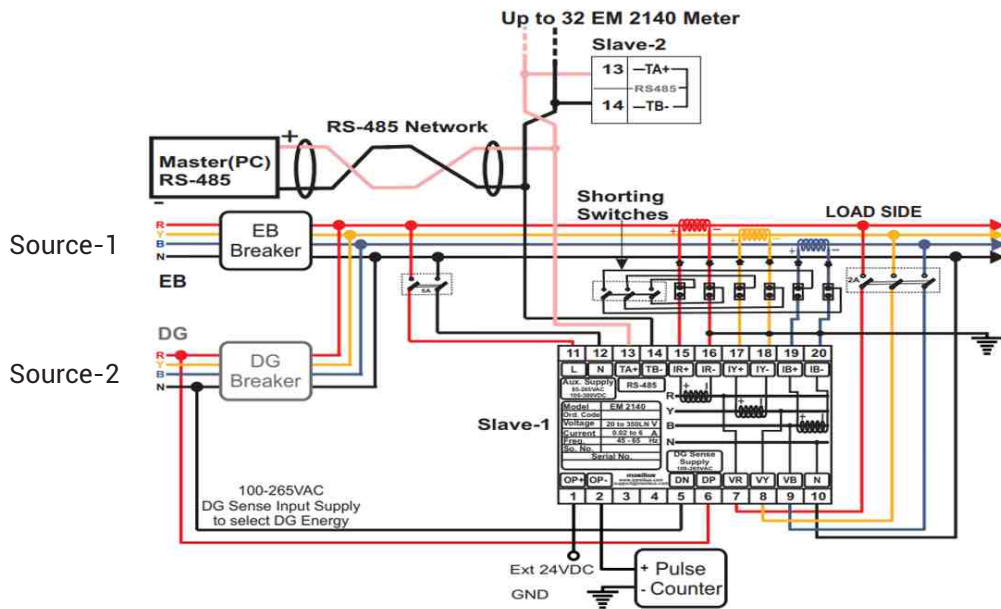 Up to 32 EM 2140 Meter
Slave-2
13 TA+
RS485
14 TB-
RS-485 Network
+
Master(PC)
RS-485
-
Shorting
Switches
LOAD SIDE
Source-1
R
Y
B
N
EB
Breaker
EB
5A
2A
+ -
+ -
+ -
Source-2
DG
R
Y
B
N
DG
Breaker
11 12 13 14 15 16 17 18 19 20
L N TA+ TB- IR+ IR- IY+ IY- IB+ IB-
Aux. Supply
RS-485
Slave-1
Model EM 2140
Ord. Code
Voltage 20 to 350LN V
Current 0.02 to 6 A
Freq. 45 - 65 Hz
So. No.
Serial No.
R
Y
B
N
DG Sense
Supply
100-265VAC
OP+ OP- DN DP VR VY VB N
1 2 3 4 5 6 7 8 9 10
100-265VAC
DG Sense Input Supply
to select DG Energy
Ext 24VDC
GND
+ Pulse
- Counter